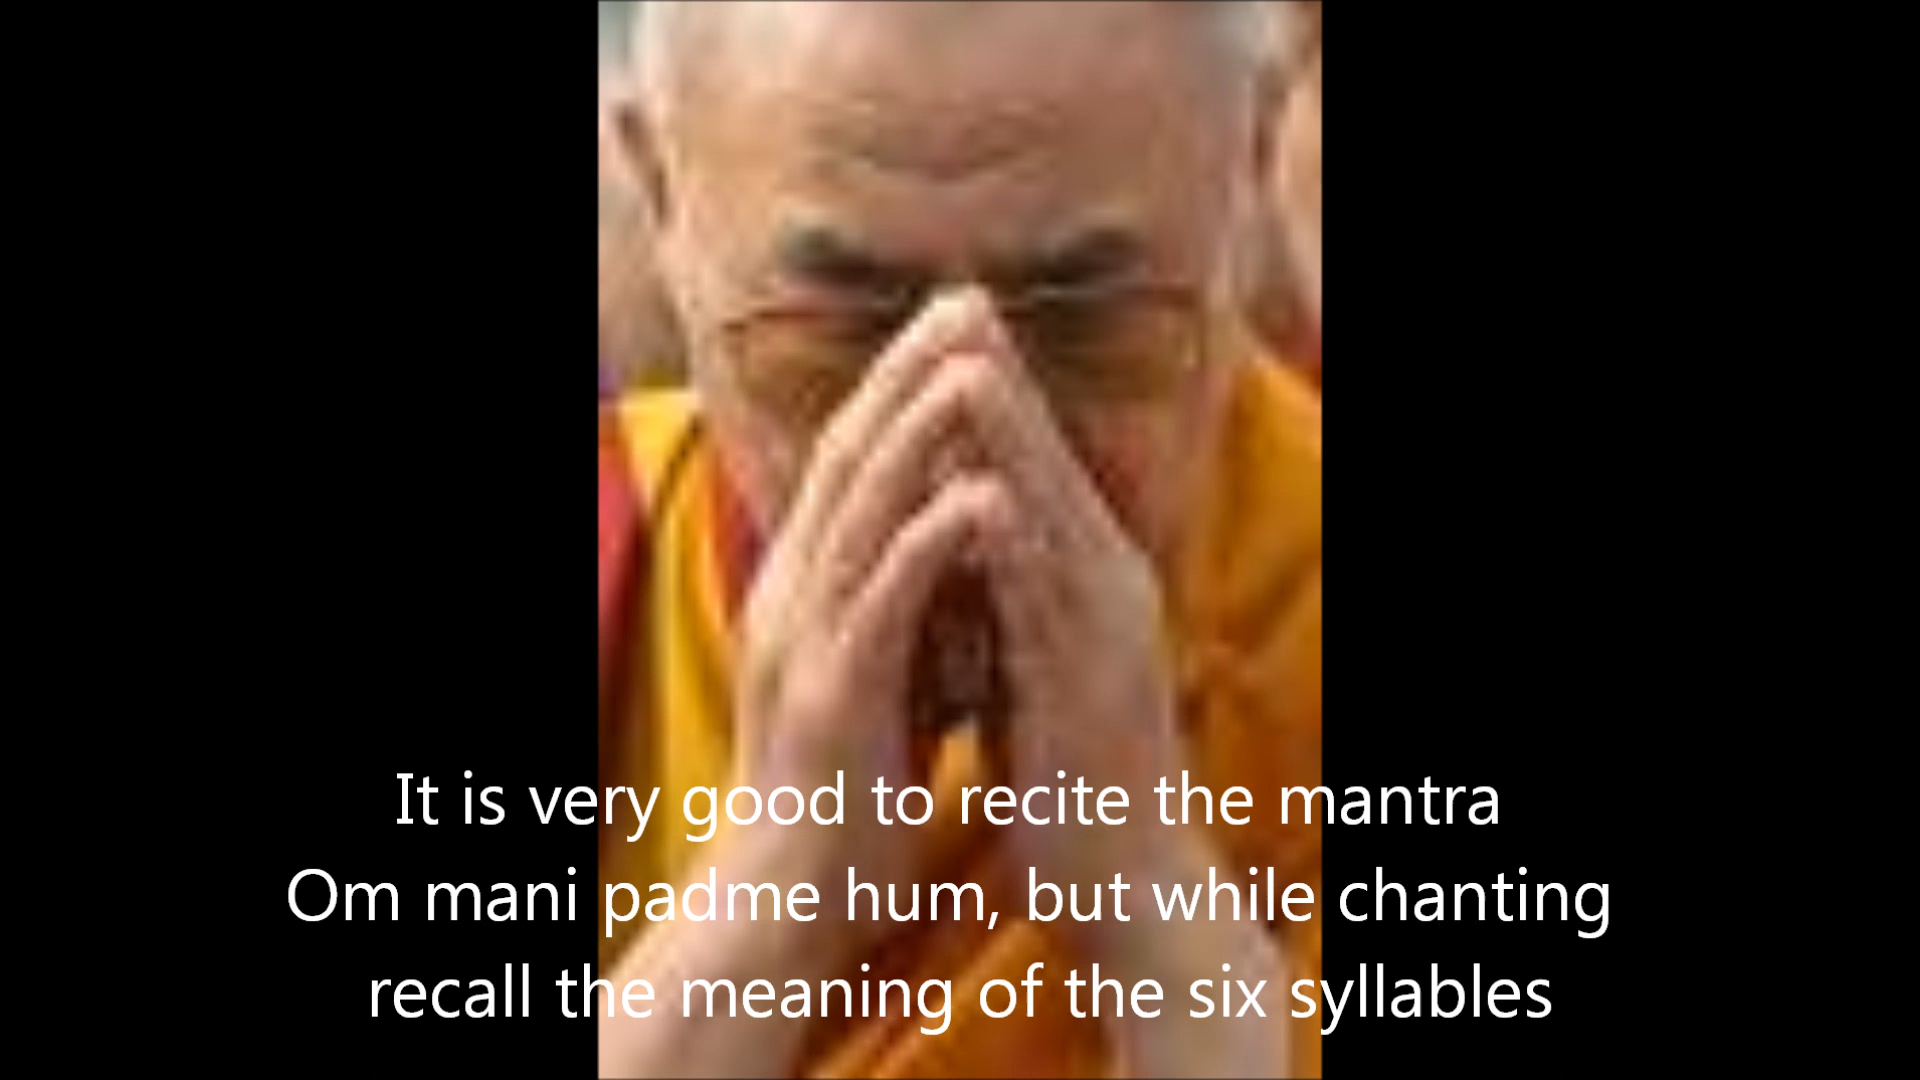 It is very good to recite the mantra
Om mani padme hum, but while chanting
recall the meaning of the six syllables